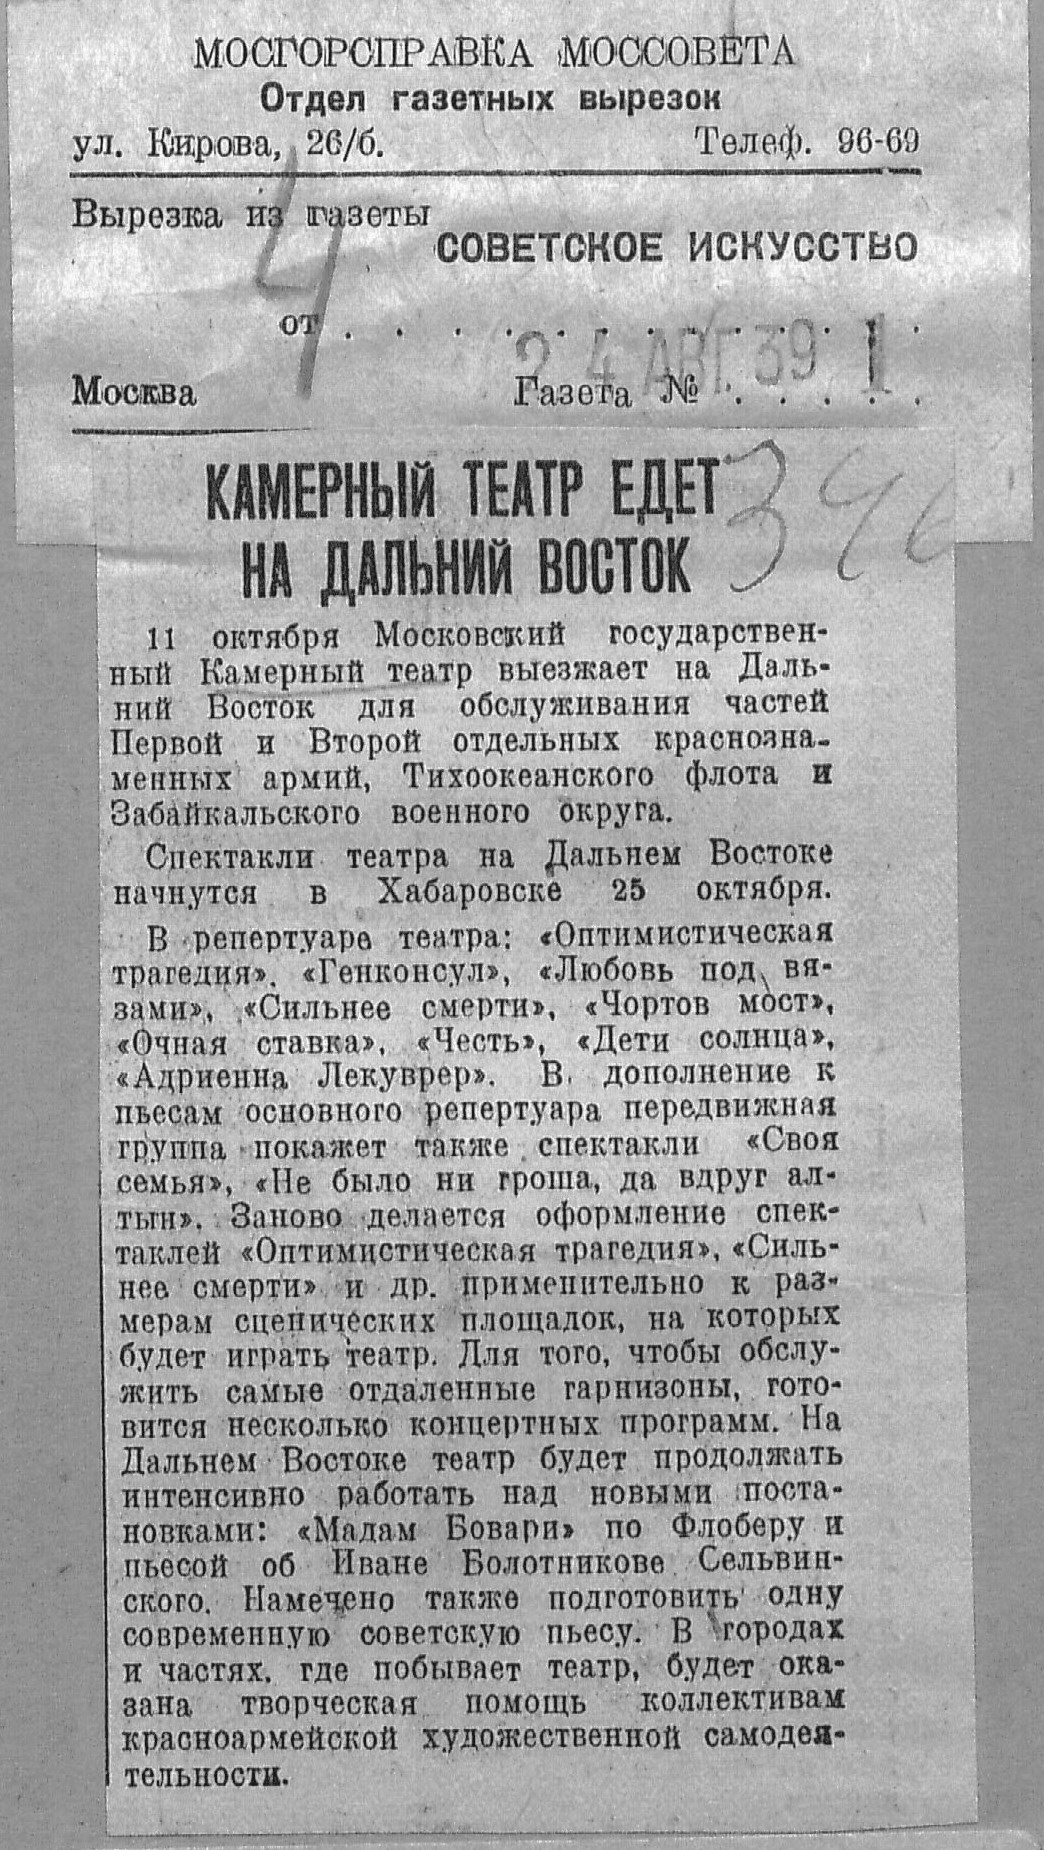 МОСГОРСПРАВКА МОССОВЕТА
Отдел газетных вырезок
ул. Кирова, 26/б. Телеф. 96-69
Вырезка из газеты
СОВЕТСКОЕ ИСКУССТВО
от . . . . . . . . . . .
24 АВГ. 39
Москва Газета № . . . . .
4
КАМЕРНЫЙ ТЕАТР ЕДЕТ
НА ДАЛЬНИЙ ВОСТОК
11 октября Московский государствен-
ный Камерный театр выезжает на Даль-
ний Восток для обслуживания частей
Первой и Второй отдельных краснозна-
менных армий, Тихоокеанского флота и
Забайкальского военного округа.
Спектакли театра на Дальнем Востоке
начнутся в Хабаровске 25 октября.
В репертуаре театра: «Оптимистическая
трагедия», «Генконсул», «Любовь под вя-
зами», «Сильнее смерти», «Чортов мост»,
«Очная ставка», «Честь», «Дети солнца»,
«Адриенна Лекуврер». В дополнение к
пьесам основного репертуара передвижная
группа покажет также спектакли «Своя
семья», «Не было ни гроша, да вдруг ал-
тын». Заново делается оформление спек-
таклей «Оптимистическая трагедия», «Силь-
нее смерти» и др. применительно к раз-
мерам сценических площадок, на которых
будет играть театр. Для того, чтобы обслу-
жить самые отдаленные гарнизоны, гото-
вится несколько концертных программ. На
Дальнем Востоке театр будет продолжать
интенсивно работать над новыми поста-
новками: «Мадам Бовари» по Флоберу и
пьесой об Иване Болотникове Сельвин-
ского. Намечено также подготовить одну
современную советскую пьесу. В городах
и частях, где побывает театр, будет ока-
зана творческая помощь коллективам
красноармейской художественной самодея-
тельности.